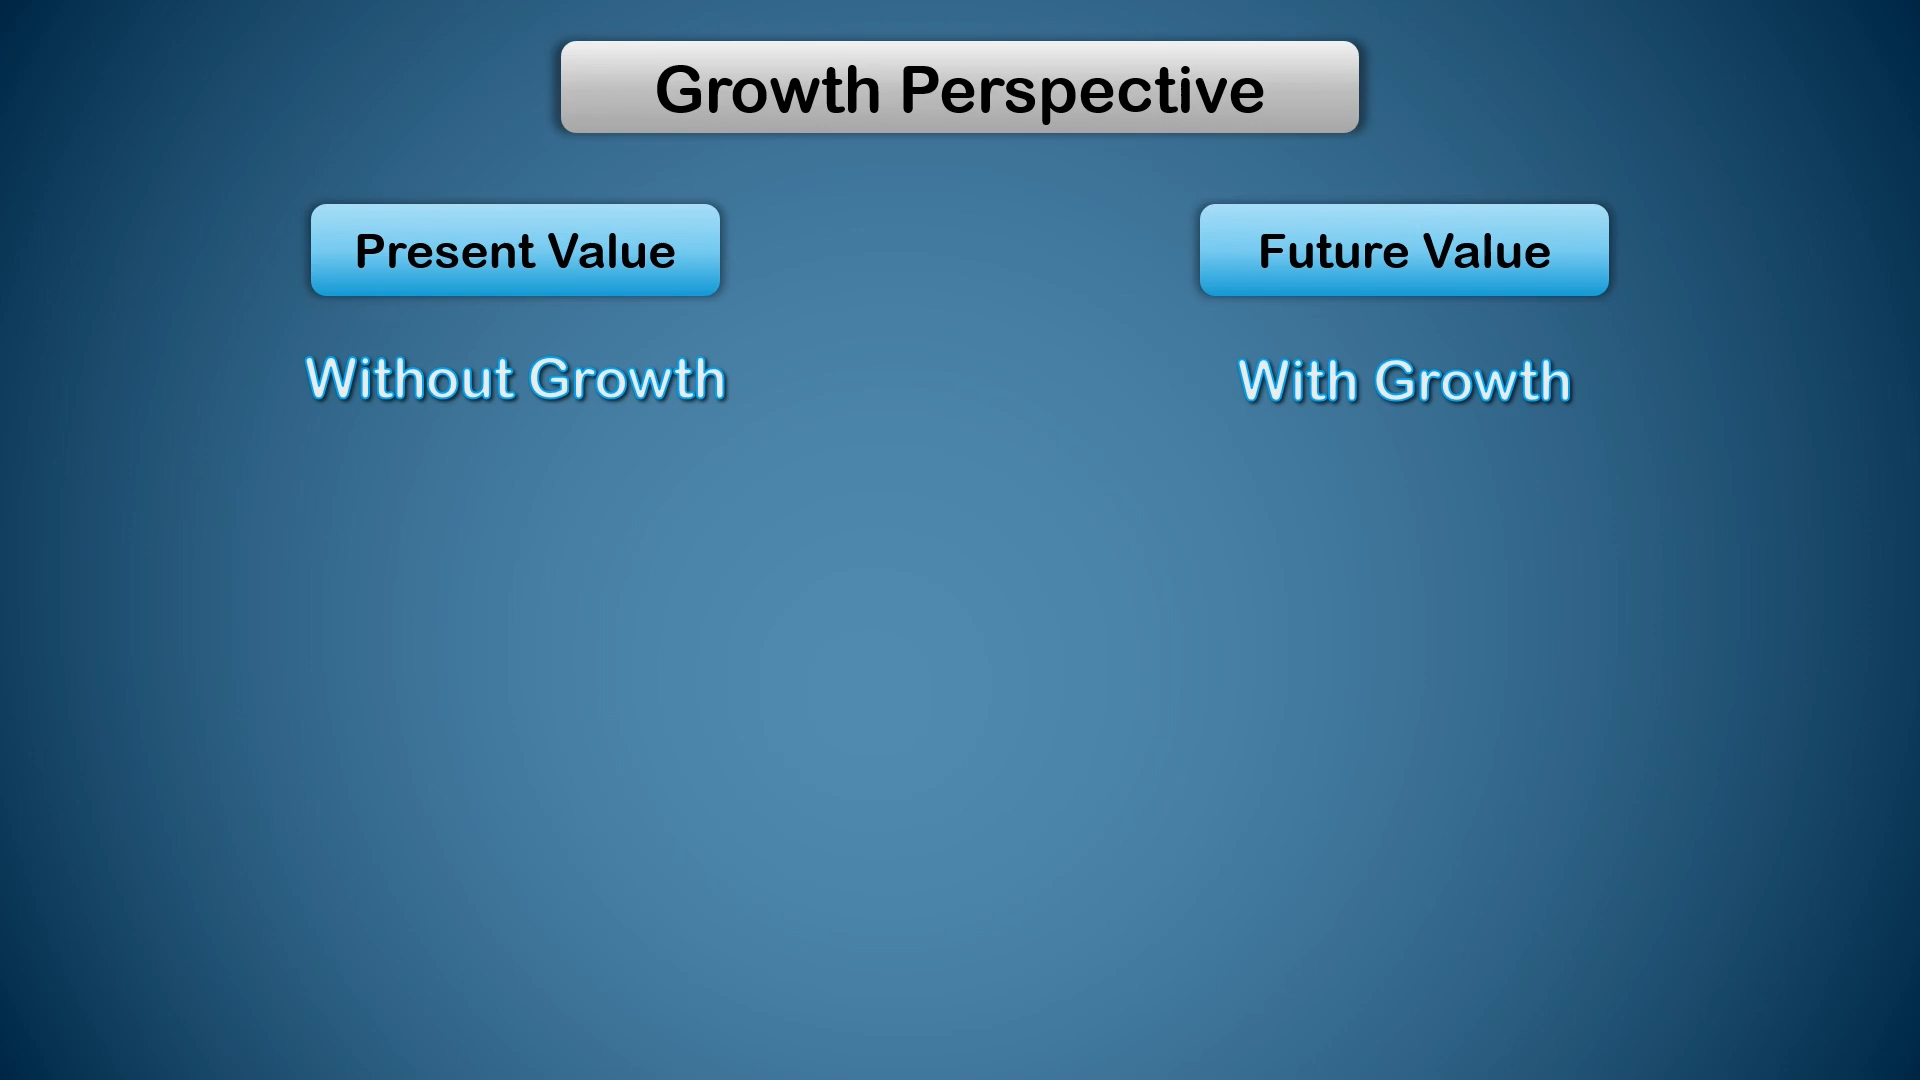 Growth Perspective
Present Value
Future Value
Without Growth
With Growth